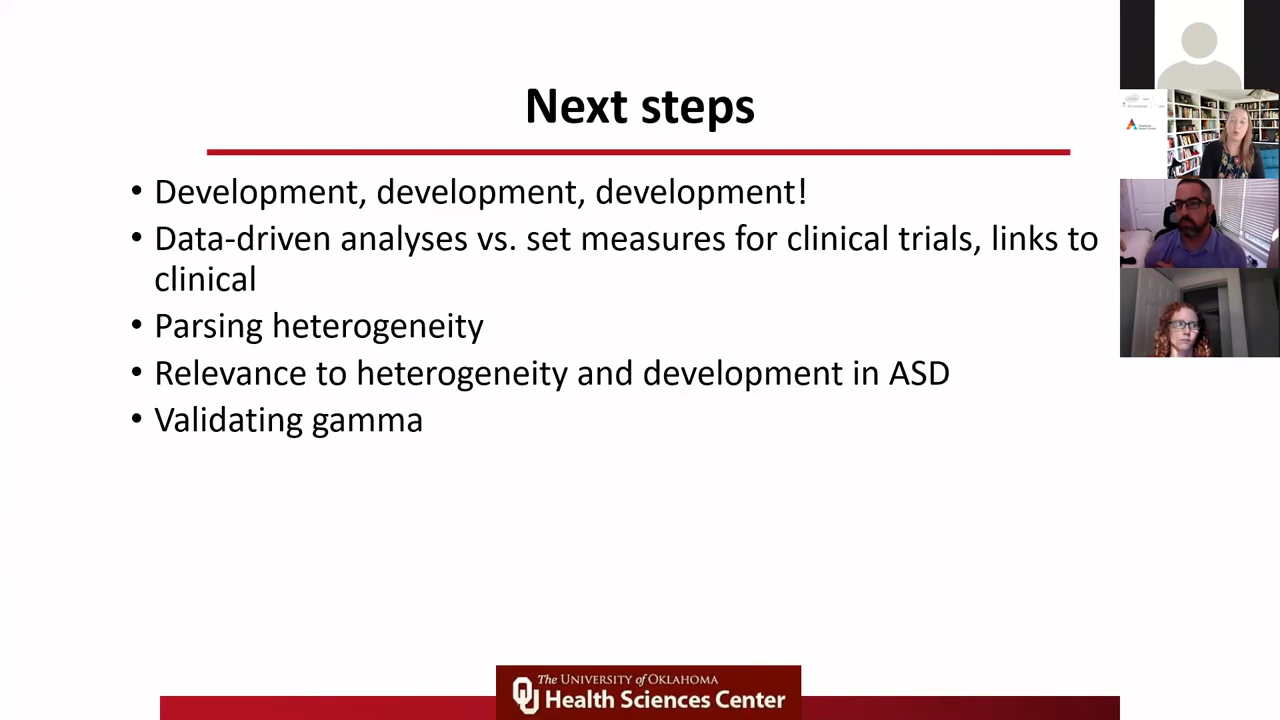 Next steps
• Development, development, development!
• Data-driven analyses vs. set measures for clinical trials, links to
clinical
• Parsing heterogeneity
• Relevance to heterogeneity and development in ASD
• Validating gamma
The UNIVERSITY of OKLAHOMA
Health Sciences Center